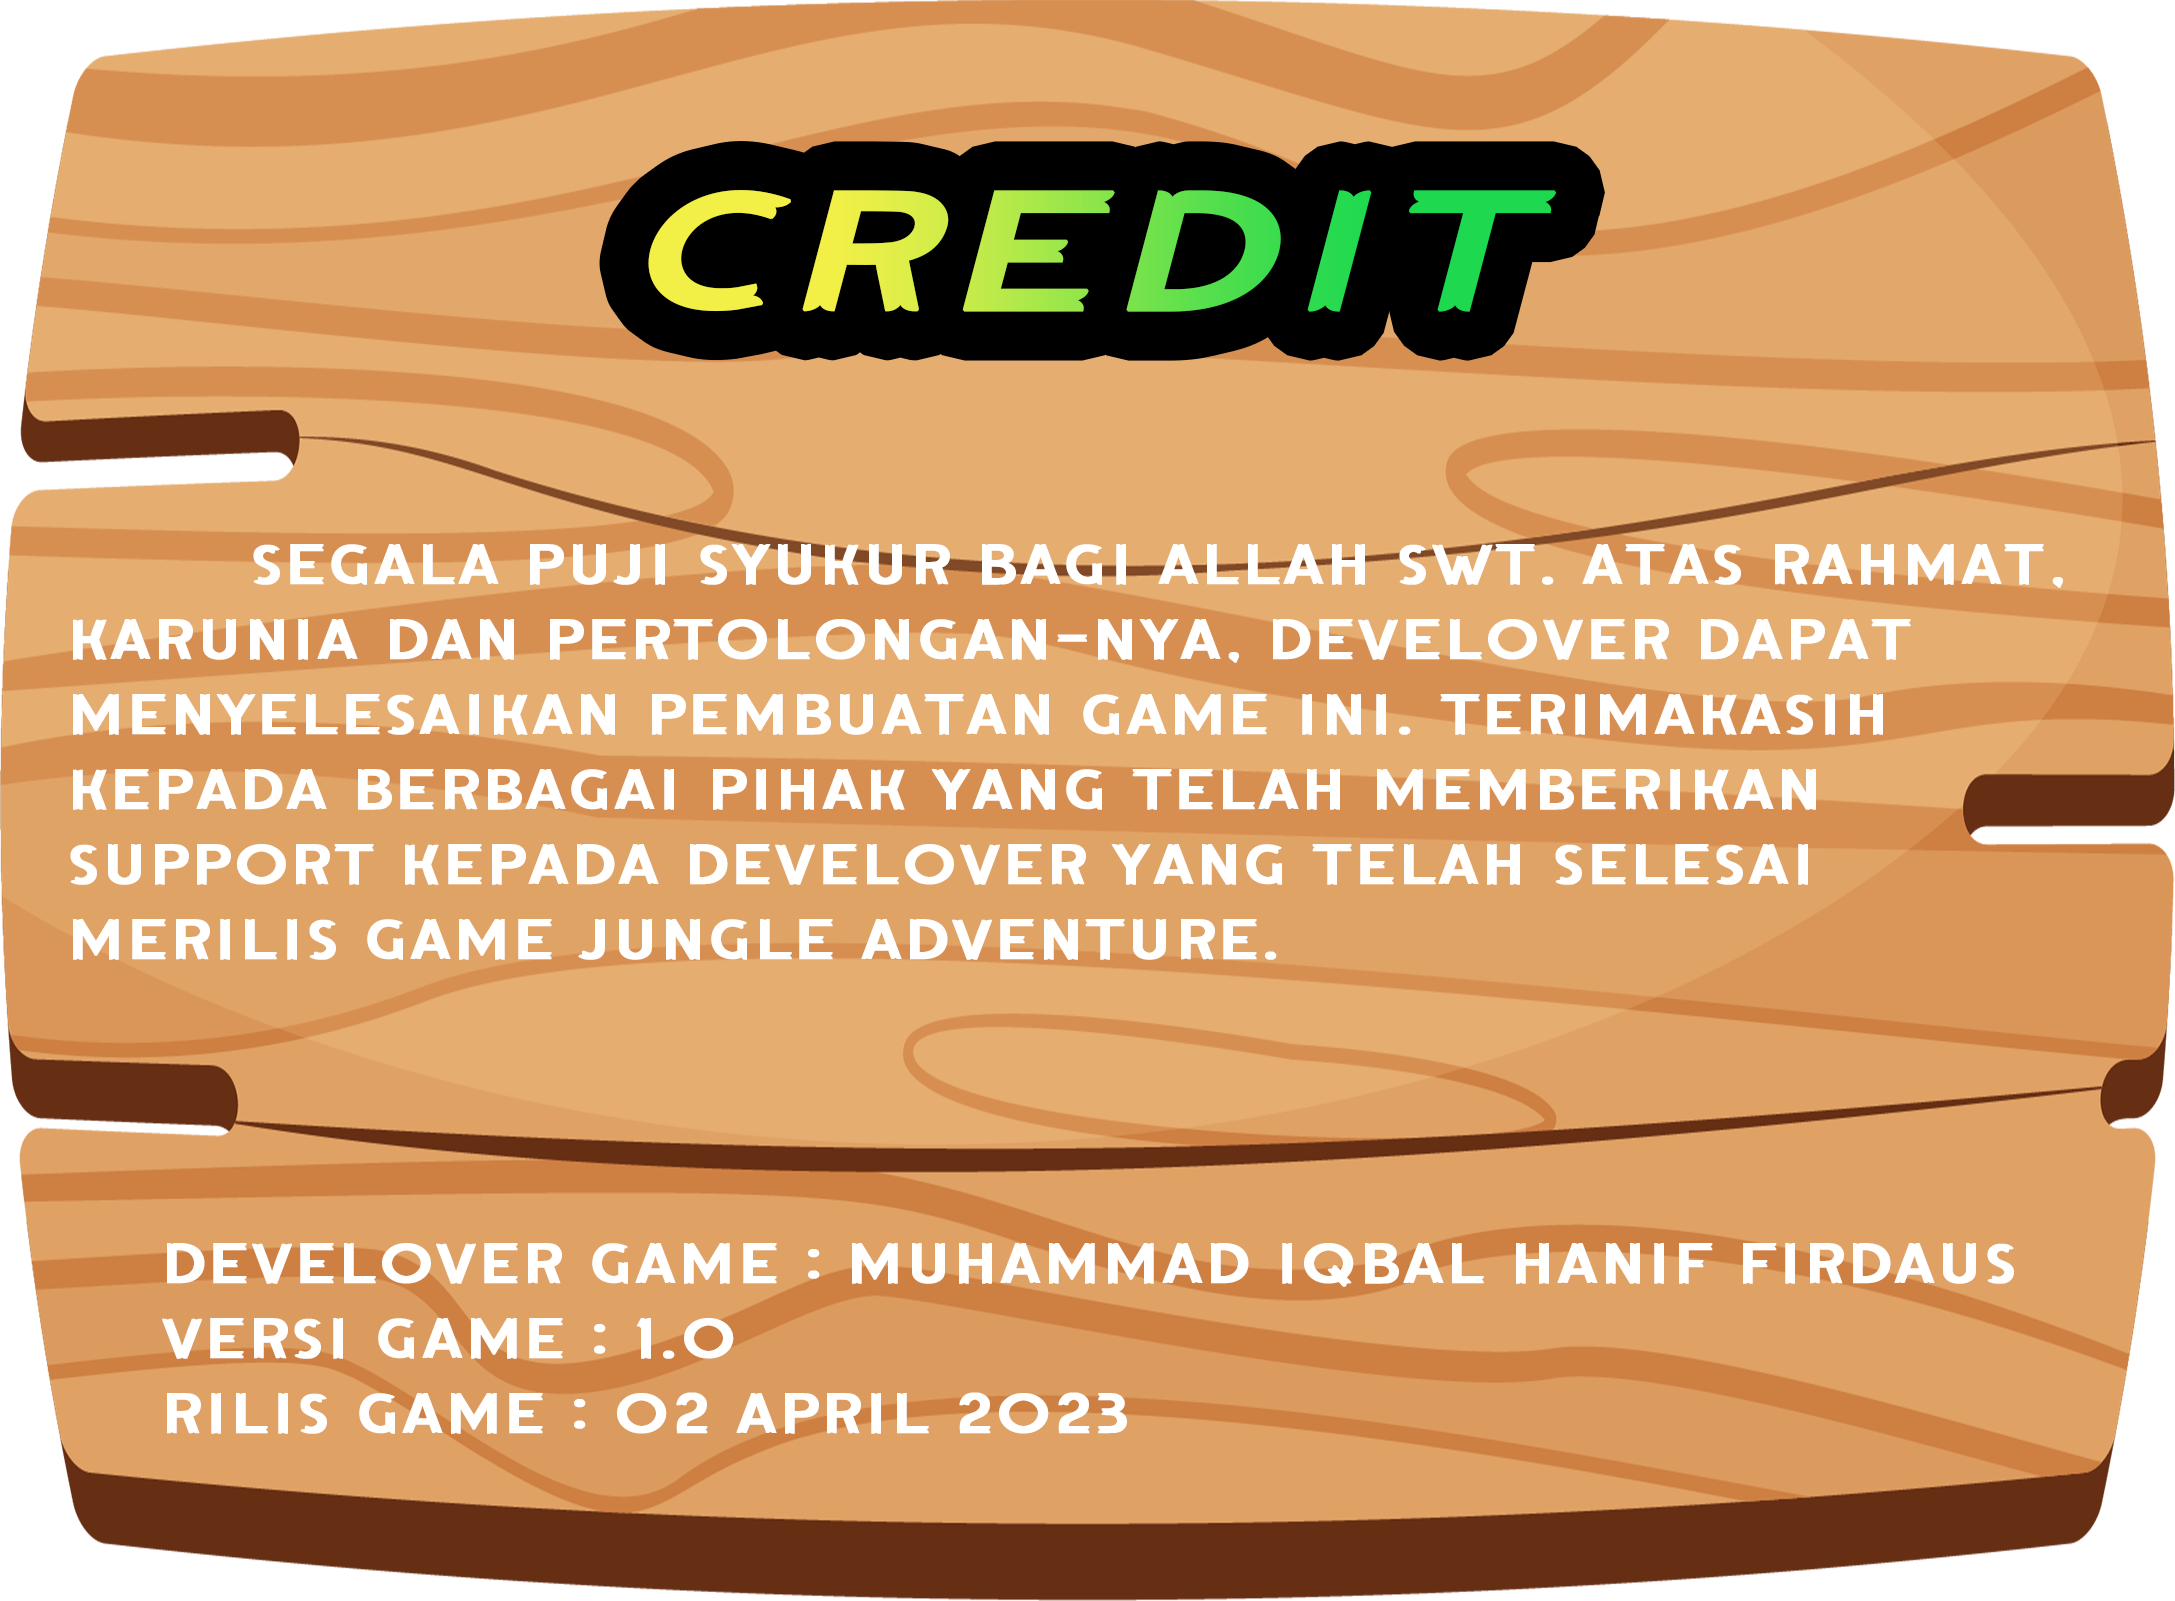 CREDIT
SEGALA PUJI SYUKUR BAGI ALLAH SWT. ATAS RAHMAT,
KARUNIA DAN PERTOLONGAN-NYA, DEVELOVER DAPAT
MENYELESAIKAN PEMBUATAN GAME INI. TERIMAKASIH
KEPADA BERBAGAI PIHAK YANG TELAH MEMBERIKAN
SUPPORT KEPADA DEVELOVER YANG TELAH SELESAI
MERILIS GAME JUNGLE ADVENTURE.
DEVELOVER GAME : MUHAMMAD IQBAL HANIF FIRDAUS
VERSI GAME : 1.0
RILIS GAME : 02 APRIL 2023